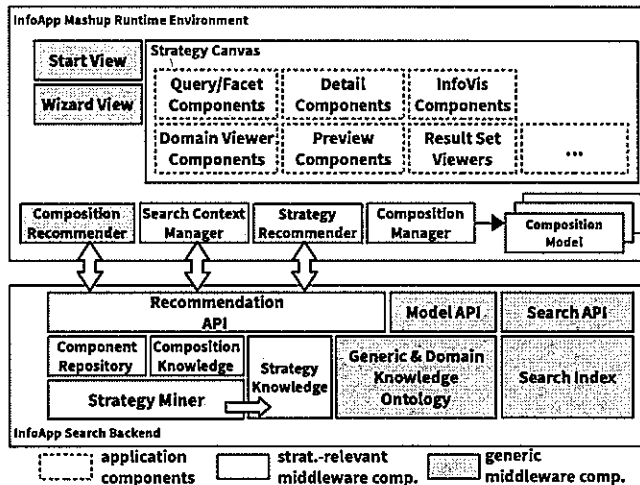 InfoApp Mashup Runtime Environment
Start View
Wizard View
Strategy Canvas
Query/Facet
Components
Detail
Components
InfoVis
Components
Domain Viewer
Components
Preview
Components
Result Set
Viewers
...
Composition
Recommender
Search Context
Manager
Strategy
Recommender
Composition
Manager
Composition
Model
Recommendation
API
Model API
Search API
Component
Repository
Composition
Knowledge
Strategy
Knowledge
Generic & Domain
Knowledge
Ontology
Search Index
Strategy Miner
InfoApp Search Backend
application
components
strat.-relevant
middleware comp.
generic
middleware comp.